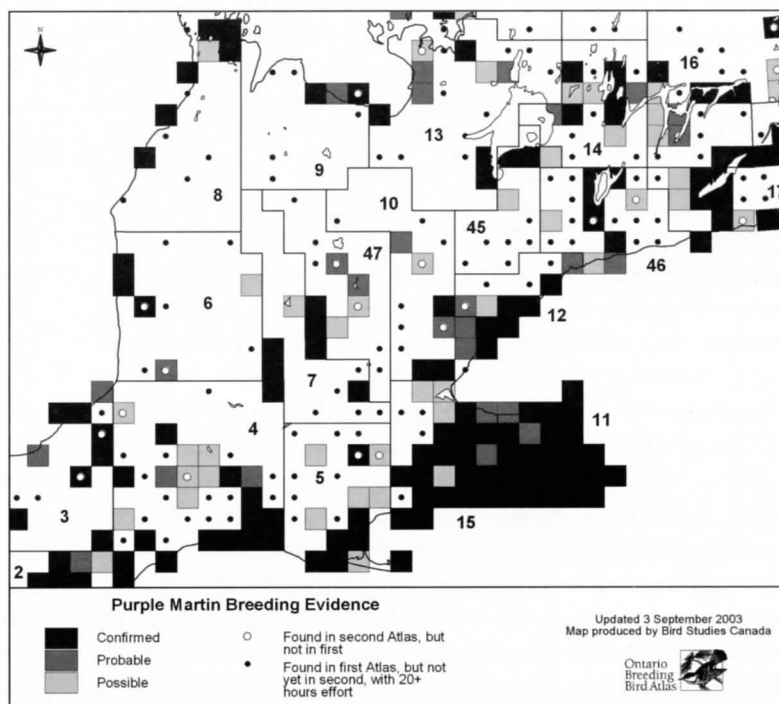 16
13
14
9
8
10
17
45
47
46
6
12
7
11
4
5
3
15
2
Purple Martin Breeding Evidence
Confirmed
Probable
Possible
Found in second Atlas, but
not in first
Found in first Atlas, but not
yet in second, with 20+
hours effort
Updated 3 September 2003
Map produced by Bird Studies Canada
Ontario
Breeding
Bird Atlas